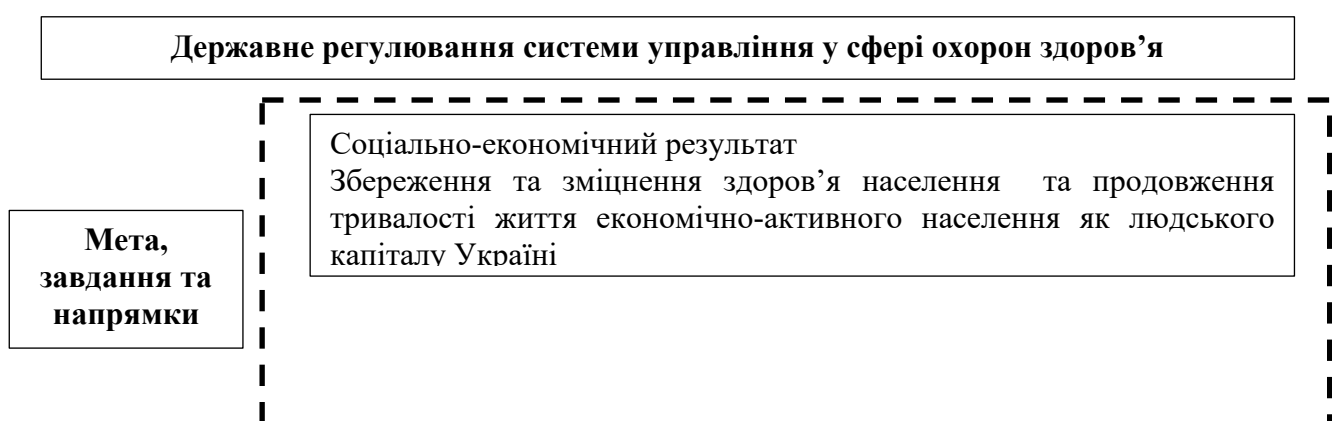 Державне регулювання системи управління у сфері охорон здоров’я
Соціально-економічний результат
Збереження та зміцнення здоров’я населення та продовження
тривалості життя економічно-активного населення як людського
капіталу Україні
Мета,
завдання та
напрямки